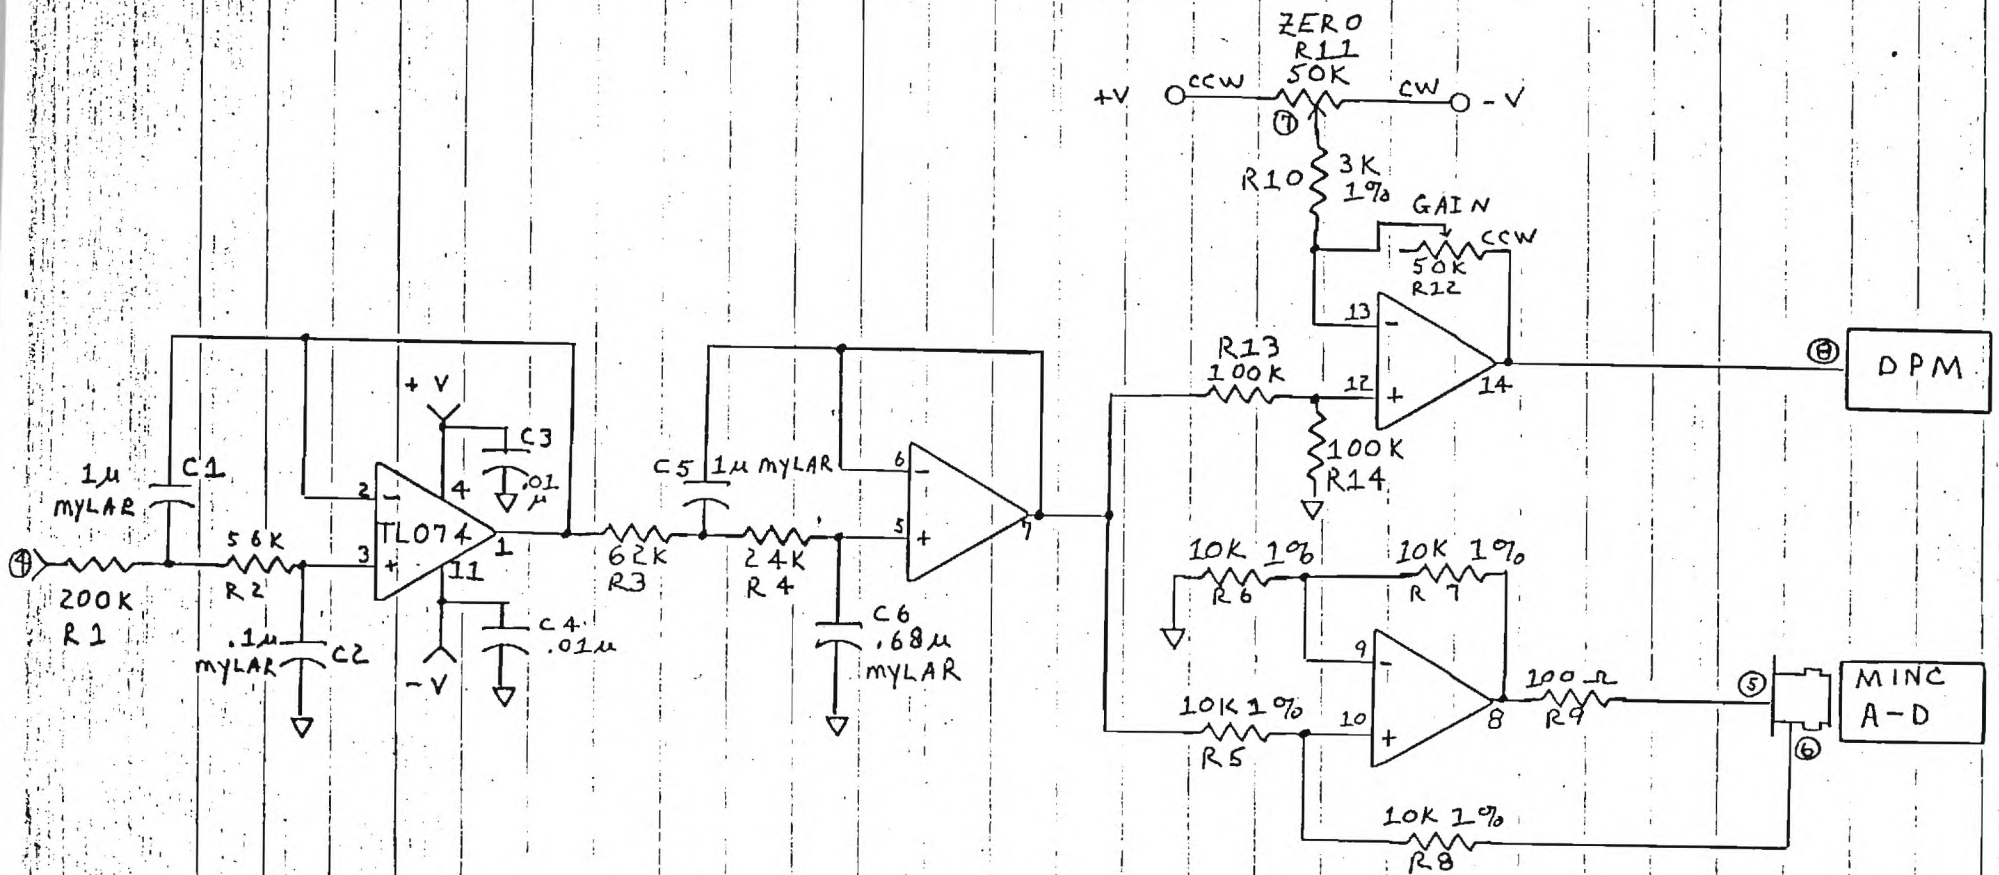 ZERO
R11
50K
+V
CCW
CW
-V
7
R10
3K
1%
GAIN
CCW
50K
R12
13
-
R13
100K
12
+
14
8
DPM
100K
R14
+V
C3
.01
μ
4
1μ
MYLAR
C1
2
-
TL074
1
3
+
11
4
200K
R1
56K
R2
.1μ
MYLAR
C2
C4
.01μ
-V
62K
R3
C5
1μ MYLAR
24K
R4
6
-
5
+
7
C6
.68μ
MYLAR
10K 1%
R6
10K 1%
R7
9
-
10K 1%
R5
10
+
8
100Ω
R9
5
6
MINC
A-D
10K 1%
R8